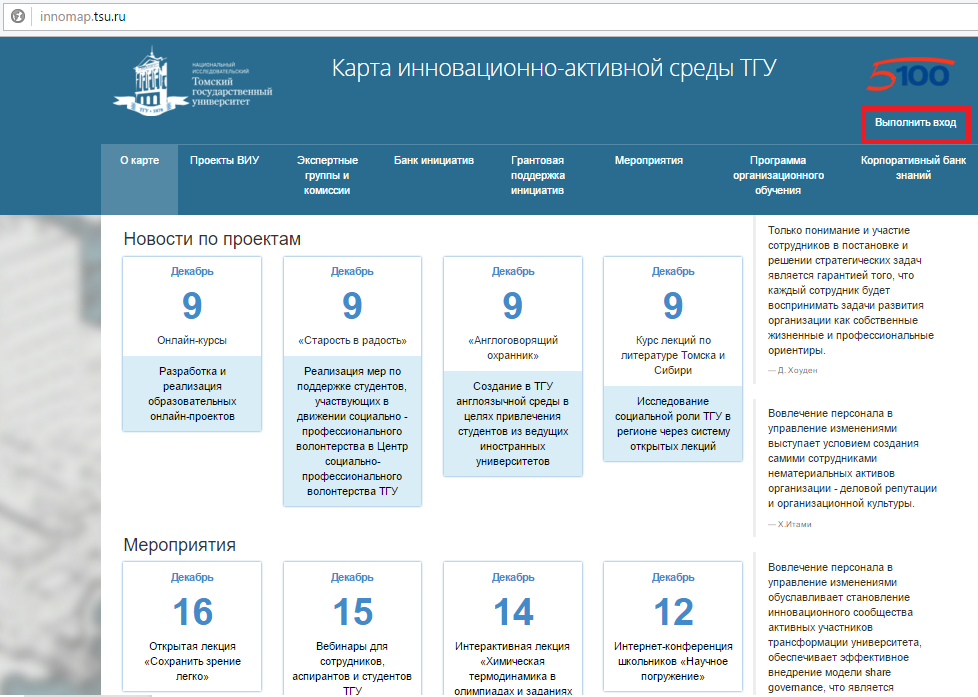 innomap.tsu.ru
НАЦИОНАЛЬНЫЙ
ИССЛЕДОВАТЕЛЬСКИЙ
Томский
государственный
университет
Карта инновационно-активной среды ТГУ
5100
Выполнить вход
О карте
Проекты ВИУ
Экспертные
группы и
комиссии
Банк инициатив
Грантовая
поддержка
инициатив
Мероприятия
Программа
организационного
обучения
Корпоративный банк
знаний
Новости по проектам
Декабрь
9
Онлайн-курсы
Разработка и
реализация
образовательных
онлайн-проектов
Декабрь
9
«Старость в радость»
Реализация мер по
поддержке студентов,
участвующих в
движении социально -
профессионального
волонтерства в Центр
социально-
профессионального
волонтерства ТГУ
Декабрь
9
«Англоговорящий
охранник»
Создание в ТГУ
англоязычной среды в
целях привлечения
студентов из ведущих
иностранных
университетов
Декабрь
9
Курс лекций по
литературе Томска и
Сибири
Исследование
социальной роли ТГУ в
регионе через систему
открытых лекций
Мероприятия
Декабрь
16
Открытая лекция
«Сохранить зрение
легко»
Декабрь
15
Вебинары для
сотрудников,
аспирантов и студентов
ТГУ
Декабрь
14
Интерактивная лекция
«Химическая
термодинамика в
олимпиадах и заданиях
Декабрь
12
Интернет-конференция
школьников «Научное
погружение»
Только понимание и участие
сотрудников в постановке и
решении стратегических задач
является гарантией того, что
каждый сотрудник будет
воспринимать задачи развития
организации как собственные
жизненные и профессиональные
ориентиры.
— Д. Хоуден
Вовлечение персонала в
управление изменениями
выступает условием создания
самими сотрудниками
нематериальных активов
организации - деловой репутации
и организационной культуры.
— Х.Итами
Вовлечение персонала в
управление изменениями
обуславливает становление
инновационного сообщества
активных участников
трансформации университета,
обеспечивает эффективное
внедрение модели share
governance, что является